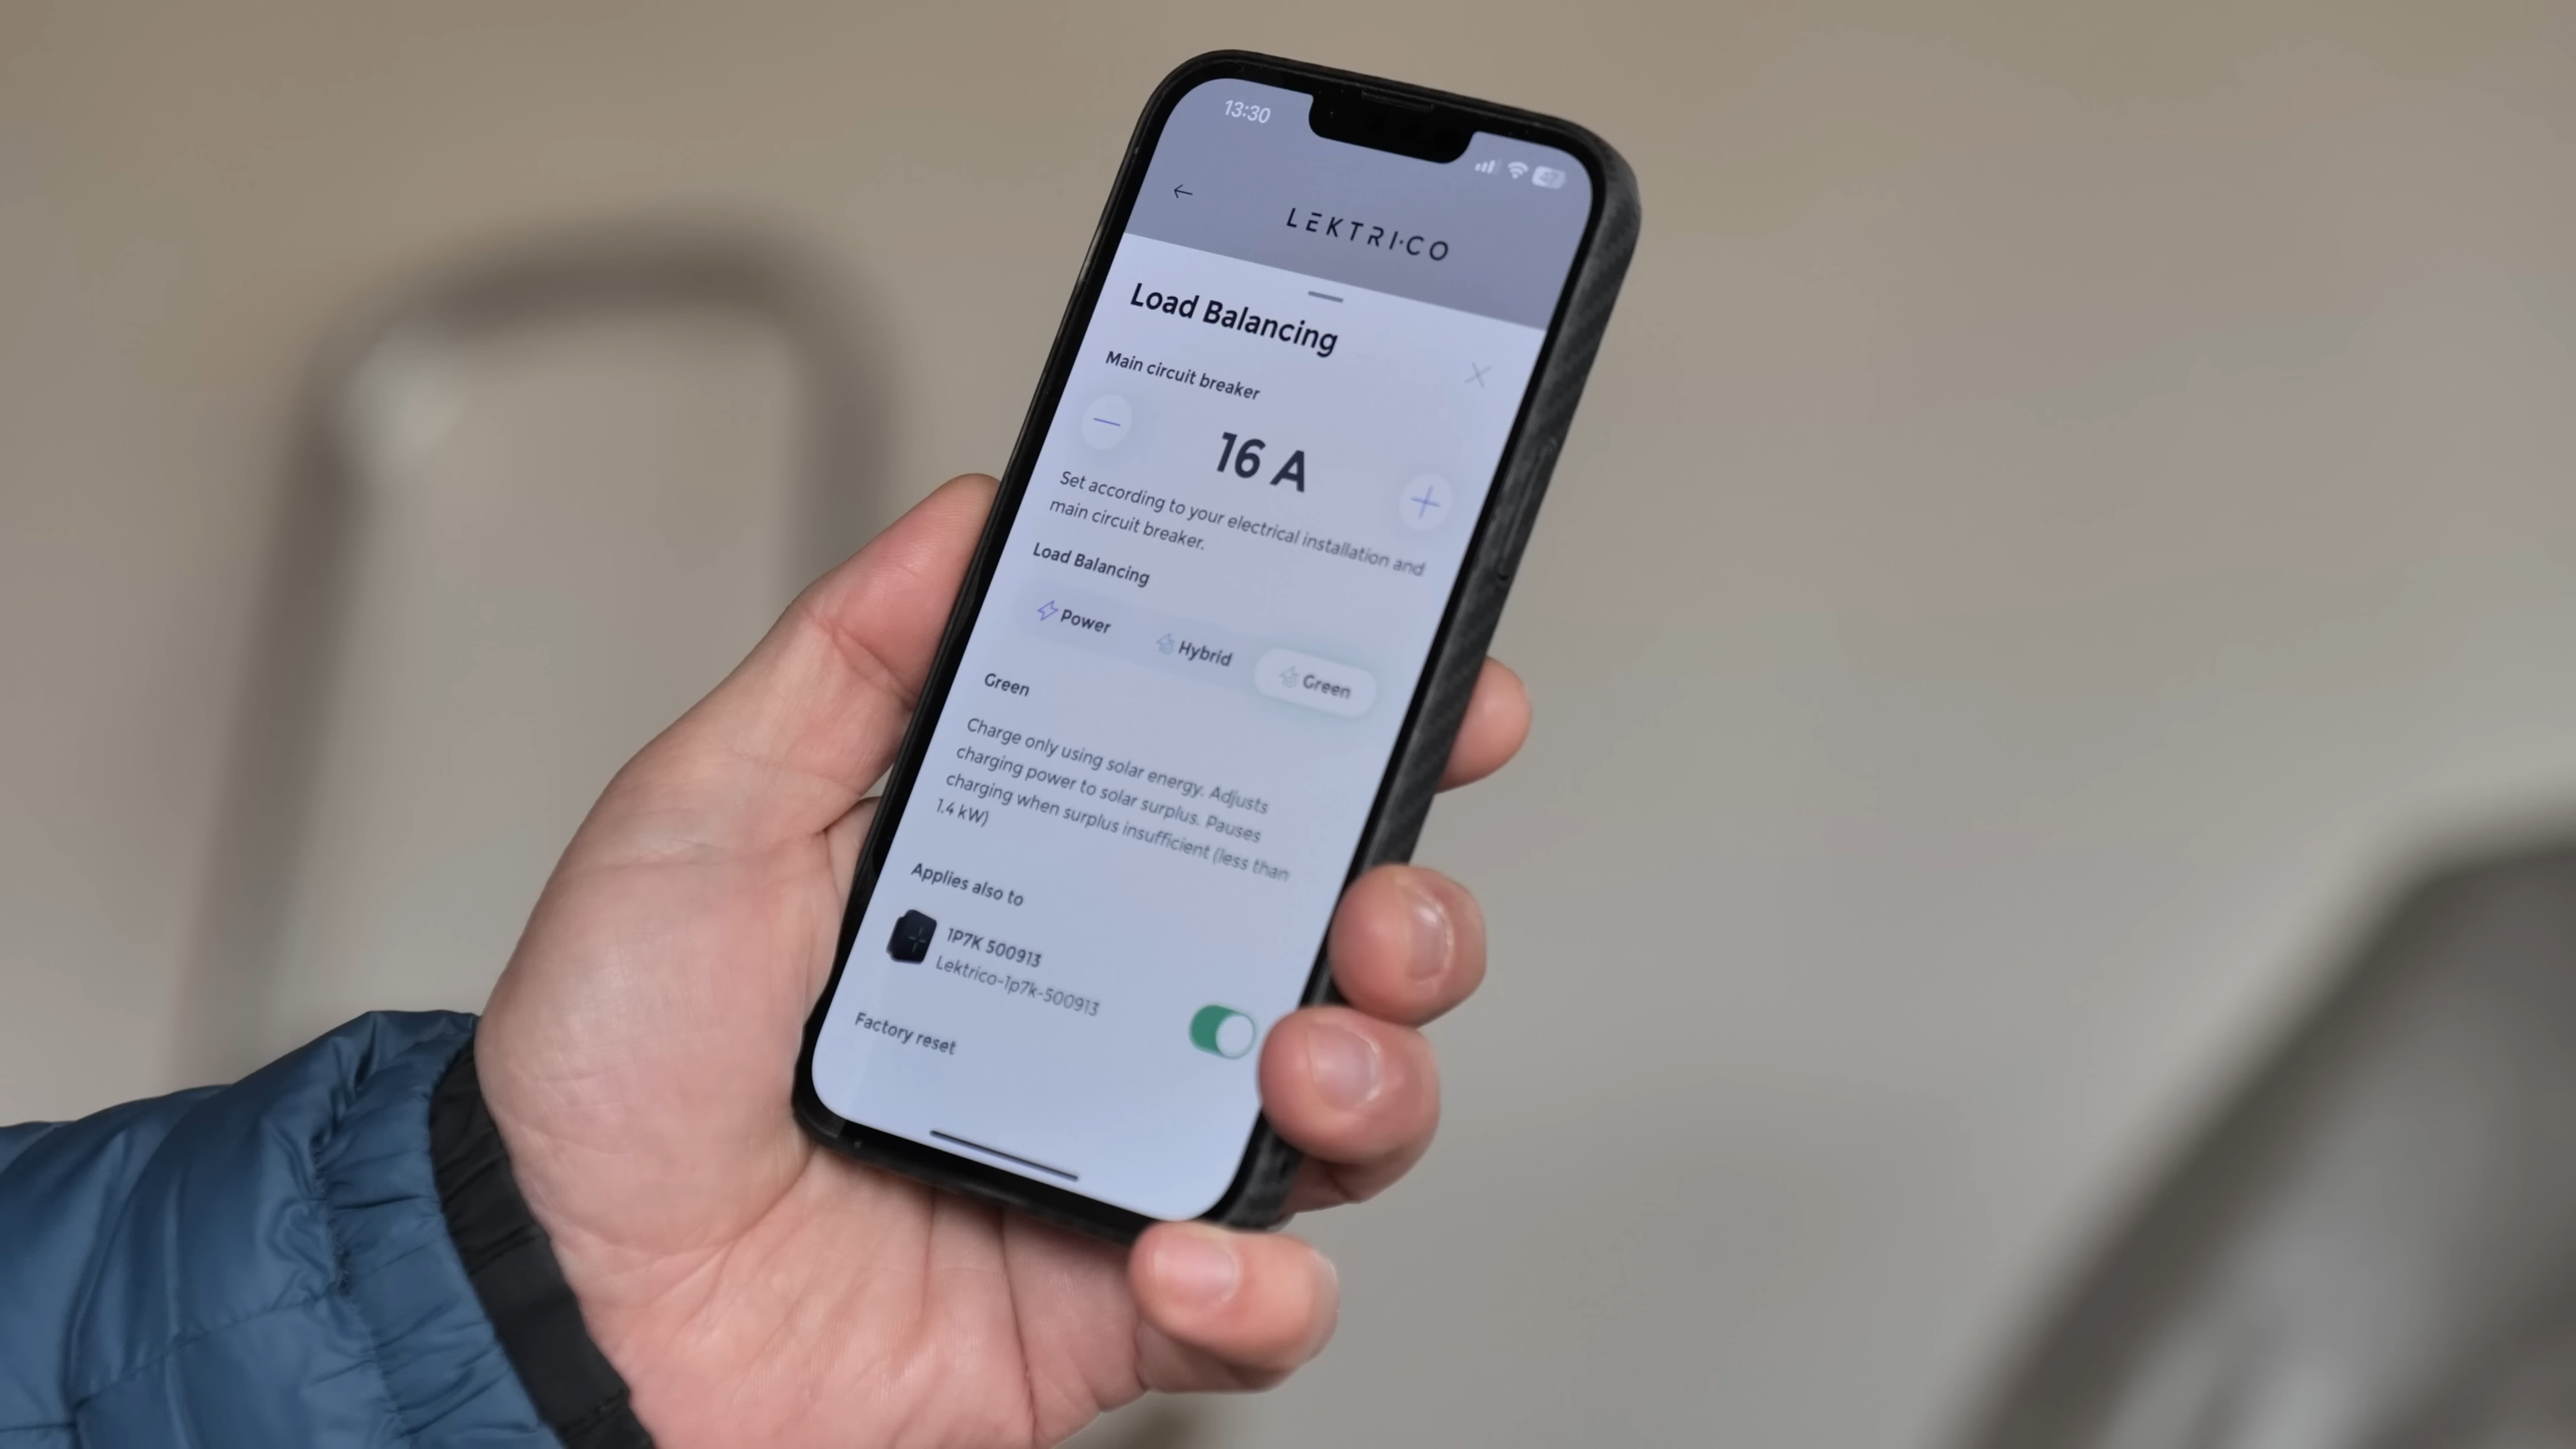 13:30
LEKTRI·CO
Load Balancing
Main circuit breaker
16 A
Set according to your electrical installation and
main circuit breaker.
Load Balancing
Power
Hybrid
Green
Green
Charge only using solar energy. Adjusts
charging power to solar surplus. Pauses
charging when surplus insufficient (less than
1.4 kW)
Applies also to
1P7K 500913
Lektrico-1p7k-500913
Factory reset